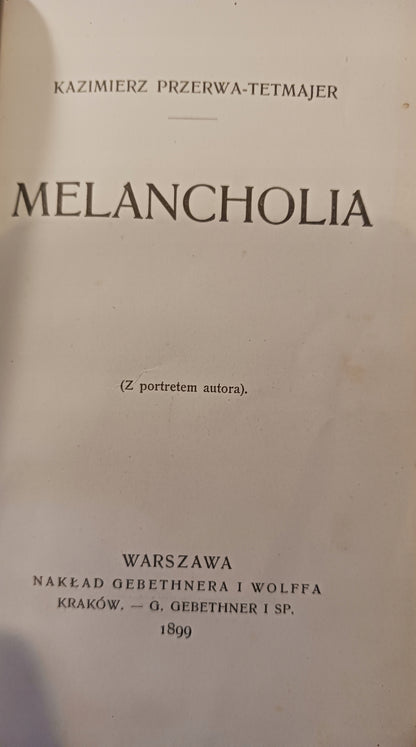 KAZIMIERZ PRZERWA-TETMAJER
MELANCHOLIA
(Z portretem autora).
WARSZAWA
NAKŁAD GEBETHNERA I WOLFFA
KRAKÓW. — G. GEBETHNER I SP.
1899